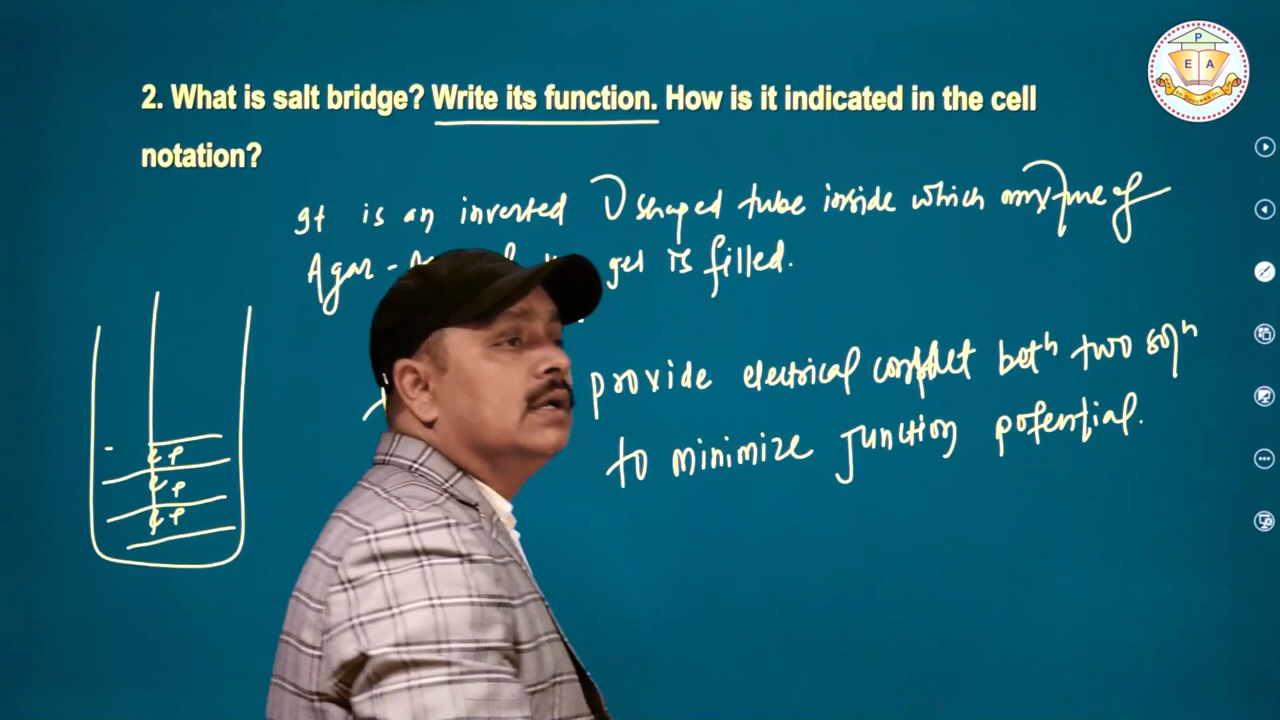 2. What is salt bridge? Write its function. How is it indicated in the cell
notation?
It is an inverted U shaped tube inside which mixture of
Agar - gel is filled.
provide electrical contact betn two soln
to minimize Junction potential.
P
E A